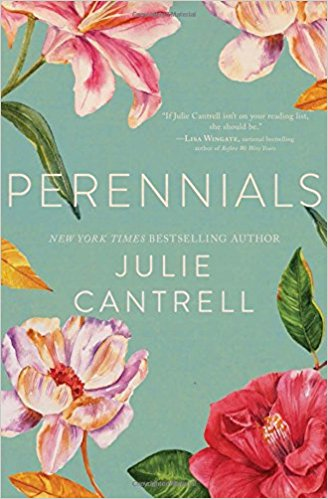 "If Julie Cantrell isn't on your reading list,
she should be."
—Lisa Wingate, national bestselling
author of Before We Were Yours
PERENNIALS
NEW YORK TIMES BESTSELLING AUTHOR
JULIE
CANTRELL